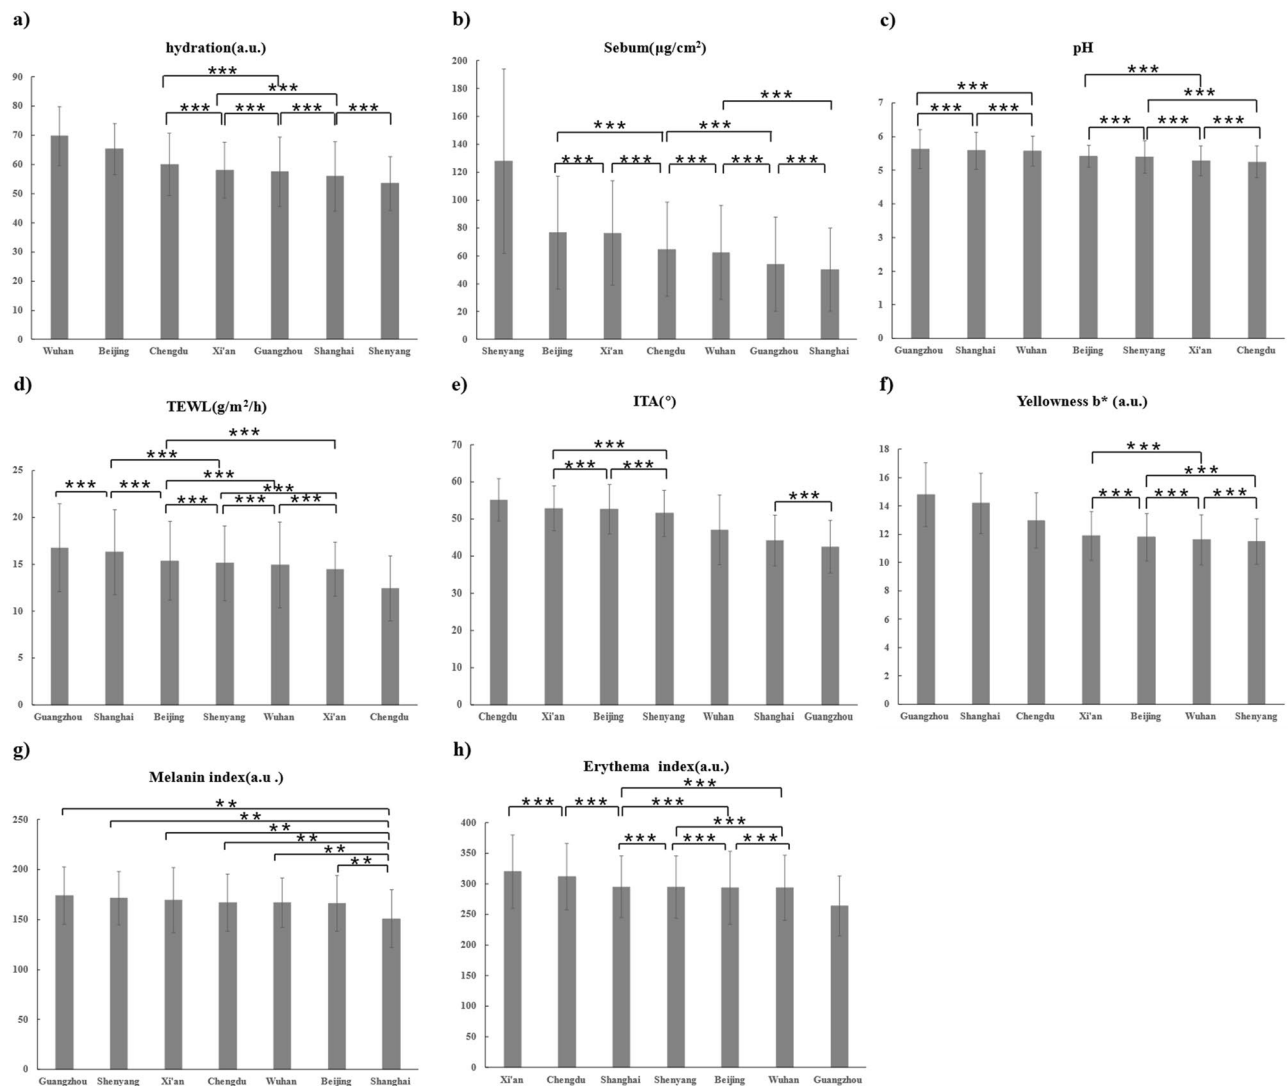 a)
hydration(a.u.)
90
80
70
60
50
40
30
20
10
0
*** *** *** *** *** ***
Wuhan Beijing Chengdu Xi'an Guangzhou Shanghai Shenyang
b)
Sebum(µg/cm²)
200
180
160
140
120
100
80
60
40
20
0
*** *** *** *** *** *** *** ***
Shenyang Beijing Xi'an Chengdu Wuhan Guangzhou Shanghai
c)
pH
7
6
5
4
3
2
1
0
*** *** *** *** *** *** *** ***
Guangzhou Shanghai Wuhan Beijing Shenyang Xi'an Chengdu
d)
TEWL(g/m²/h)
25
20
15
10
5
0
*** *** *** *** *** *** *** *** ***
Guangzhou Shanghai Beijing Shenyang Wuhan Xi'an Chengdu
e)
ITA(°)
70
60
50
40
30
20
10
0
*** *** *** ***
Chengdu Xi'an Beijing Shenyang Wuhan Shanghai Guangzhou
f)
Yellowness b* (a.u.)
18
16
14
12
10
8
6
4
2
0
*** *** *** *** ***
Guangzhou Shanghai Chengdu Xi'an Beijing Wuhan Shenyang
g)
Melanin index(a.u .)
250
200
150
100
50
0
** ** ** ** ** **
Guangzhou Shenyang Xi'an Chengdu Wuhan Beijing Shanghai
h)
Erythema index(a.u.)
400
350
300
250
200
150
100
50
0
*** *** *** *** *** *** *** ***
Xi'an Chengdu Shanghai Shenyang Beijing Wuhan Guangzhou